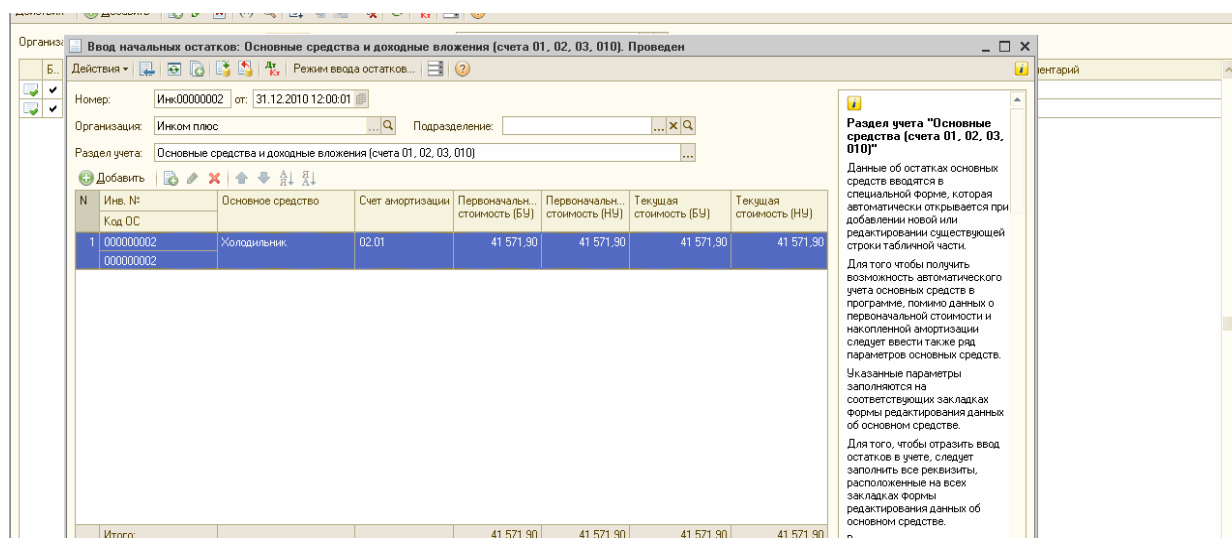 Добавить
Организа
Ввод начальных остатков: Основные средства и доходные вложения (счета 01, 02, 03, 010). Проведен
Б..
ентарий
Действия
Режим ввода остатков...
Номер: Инк00000002 от: 31.12.2010 12:00:01
Организация: Инком плюс Подразделение:
Раздел учета: Основные средства и доходные вложения (счета 01, 02, 03, 010)
Добавить
N Инв. № Основное средство Счет амортизации Первоначальн... Первоначальн... Текущая Текущая
стоимость (БУ) стоимость (НУ) стоимость (БУ) стоимость (НУ)
Код ОС
1 000000002 Холодильник 02.01 41 571,90 41 571,90 41 571,90 41 571,90
000000002
Итого: 41 571,90 41 571,90 41 571,90 41 571,90
Раздел учета "Основные
средства (счета 01, 02, 03,
010)"
Данные об остатках основных
средств вводятся в
специальной форме, которая
автоматически открывается при
добавлении новой или
редактировании существующей
строки табличной части.
Для того чтобы получить
возможность автоматического
учета основных средств в
программе, помимо данных о
первоначальной стоимости и
накопленной амортизации
следует ввести также ряд
параметров основных средств.
Указанные параметры
заполняются на
соответствующих закладках
формы редактирования данных
об основном средстве.
Для того, чтобы отразить ввод
остатков в учете, следует
заполнить все реквизиты,
расположенные на всех
закладках формы
редактирования данных об
основном средстве.